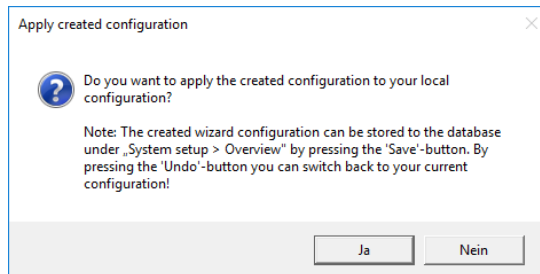 Apply created configuration
Do you want to apply the created configuration to your local
configuration?
Note: The created wizard configuration can be stored to the database
under „System setup > Overview" by pressing the 'Save'-button. By
pressing the 'Undo'-button you can switch back to your current
configuration!
Ja
Nein